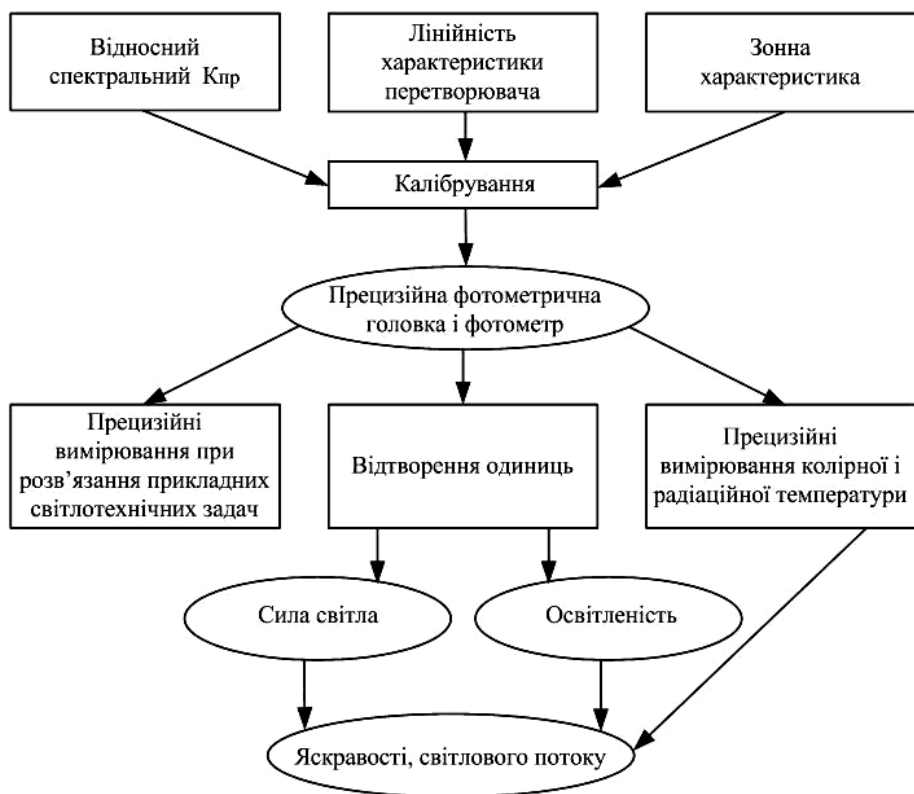 Відносний
спектральний Кпр
Лінійність
характеристики
перетворювача
Зонна
характеристика
Калібрування
Прецизійна фотометрична
головка і фотометр
Прецизійні
вимірювання при
розв’язання прикладних
світлотехнічних задач
Відтворення одиниць
Прецизійні
вимірювання колірної і
радіаційної температури
Сила світла
Освітленість
Яскравості, світлового потоку